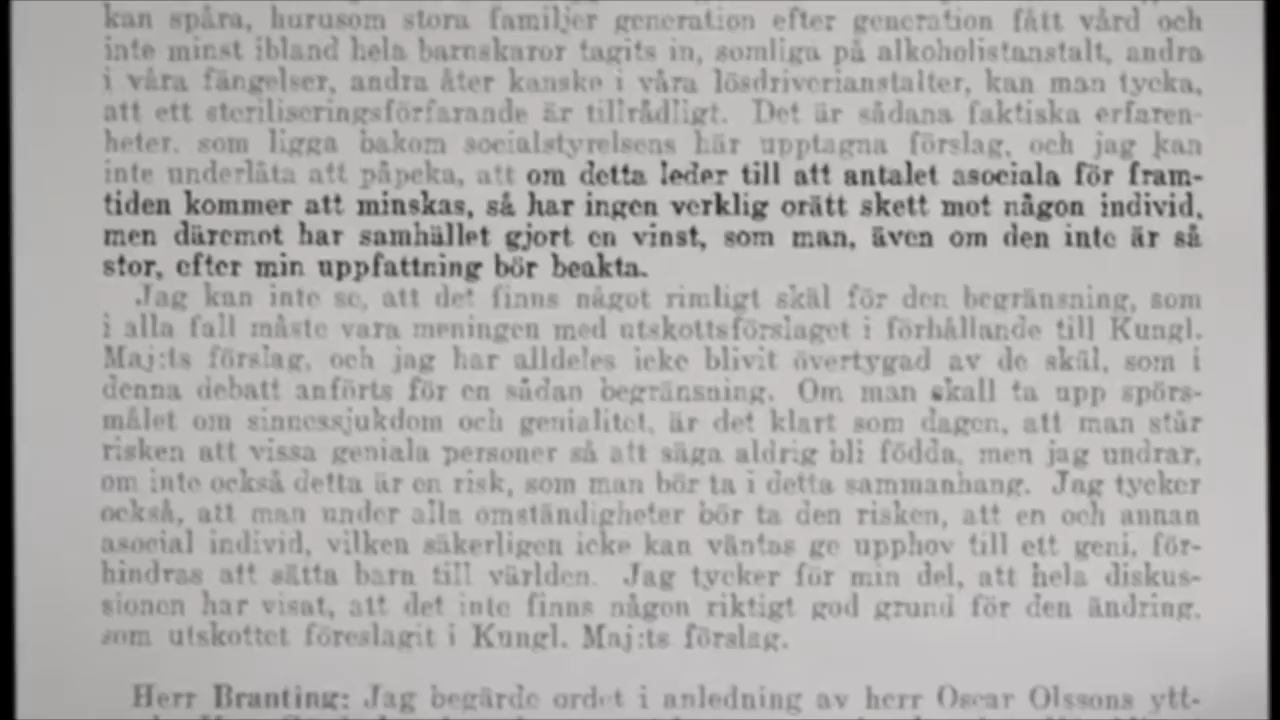 kan spåra, hurusom stora familjer generation efter generation fått vård och
inte minst ibland hela barnskaror tagits in, somliga på alkoholistanstalt, andra
i våra fängelser, andra åter kanske i våra lösdriverianstalter, kan man tycka,
att ett steriliseringsförfarande är tillrådligt. Det är sådana faktiska erfaren-
heter, som ligga bakom socialstyrelsens här upptagna förslag, och jag kan
inte underlåta att påpeka, att om detta leder till att antalet asociala för fram-
tiden kommer att minskas, så har ingen verklig orätt skett mot någon individ,
men däremot har samhället gjort en vinst, som man, även om den inte är så
stor, efter min uppfattning bör beakta.
Jag kan inte se, att det finns något rimligt skäl för den begränsning, som
i alla fall måste vara meningen med utskottsförslaget i förhållande till Kungl.
Maj:ts förslag, och jag har alldeles icke blivit övertygad av de skäl, som i
denna debatt anförts för en sådan begränsning. Om man skall ta upp spörs-
målet om sinnessjukdom och genialitet, är det klart som dagen, att man står
risken att vissa geniala personer så att säga aldrig bli födda, men jag undrar,
om inte också detta är en risk, som man bör ta i detta sammanhang. Jag tycker
också, att man under alla omständigheter bör ta den risken, att en och annan
asocial individ, vilken säkerligen icke kan väntas ge upphov till ett geni, för-
hindras att sätta barn till världen. Jag tycker för min del, att hela diskus-
sionen har visat, att det inte finns någon riktigt god grund för den ändring,
som utskottet föreslagit i Kungl. Maj:ts förslag.
Herr Branting: Jag begärde ordet i anledning av herr Oscar Olssons ytt-